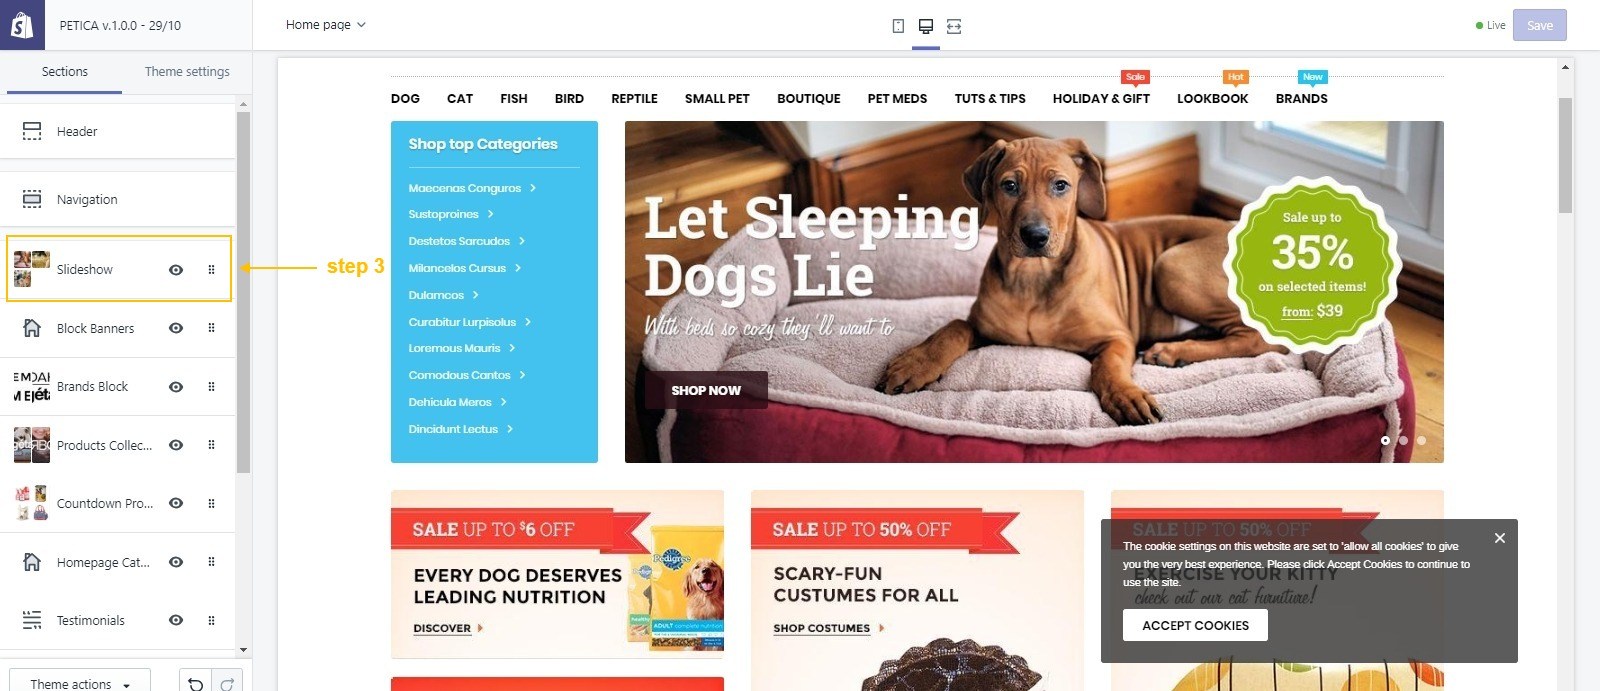 PETICA v.1.0.0 - 29/10
Home page
Live
Save
Sections
Theme settings
Header
Navigation
Slideshow
step 3
Block Banners
Brands Block
Products Collec...
Countdown Pro...
Homepage Cat...
Testimonials
Theme actions
Sale
Hot
New
DOG CAT FISH BIRD REPTILE SMALL PET BOUTIQUE PET MEDS TUTS & TIPS HOLIDAY & GIFT LOOKBOOK BRANDS
Shop top Categories
Maecenas Conguros
Sustoproines
Destetos Sarcudos
Milancelos Cursus
Dulamcos
Curabitur Lurpisolus
Loremous Mauris
Comodous Cantos
Dehicula Meros
Dincidunt Lectus
Let Sleeping
Dogs Lie
With beds so cozy they'll want to
SHOP NOW
Sale up to
35%
on selected items!
from: $39
SALE UP TO $6 OFF
EVERY DOG DESERVES
LEADING NUTRITION
DISCOVER
Pedigree
ADULT complete nutrition
SALE UP TO 50% OFF
SCARY-FUN
COSTUMES FOR ALL
SHOP COSTUMES
SALE UP TO 50% OFF
EXERCISE YOUR KITTY
check out our cat furniture!
The cookie settings on this website are set to 'allow all cookies' to give
you the very best experience. Please click Accept Cookies to continue to
use the site.
ACCEPT COOKIES